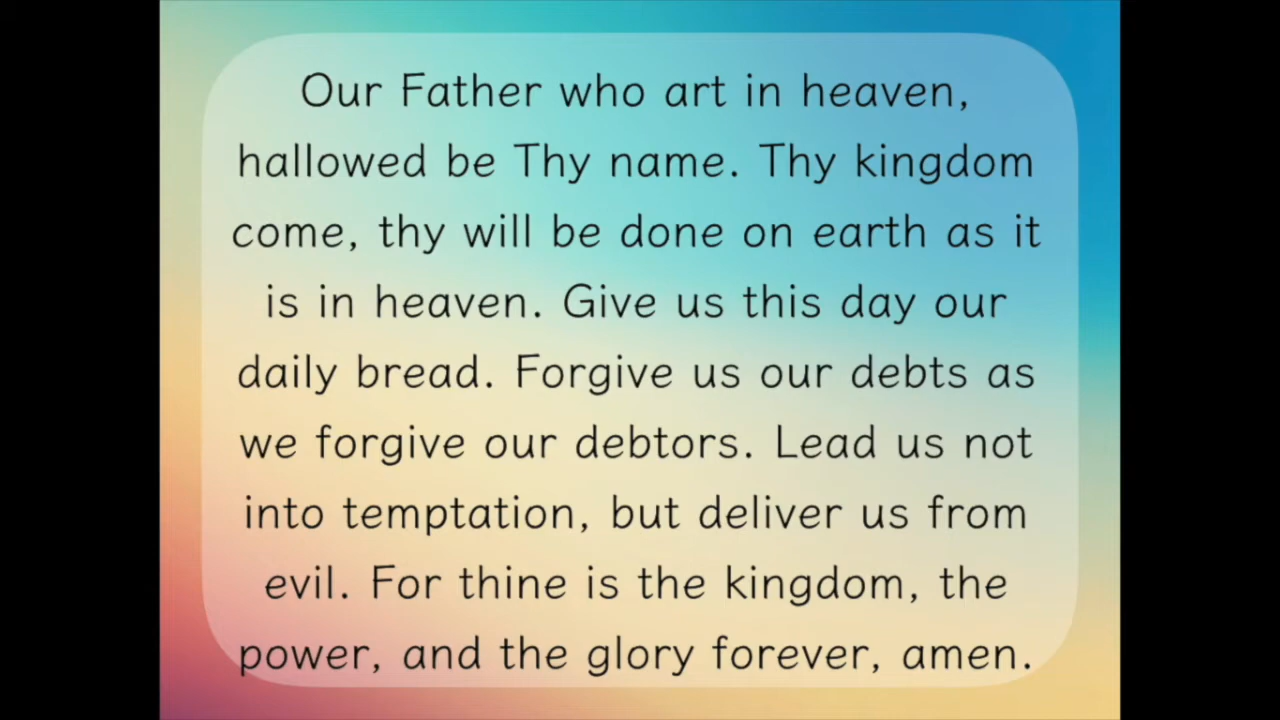 Our Father who art in heaven,
hallowed be Thy name. Thy kingdom
come, thy will be done on earth as it
is in heaven. Give us this day our
daily bread. Forgive us our debts as
we forgive our debtors. Lead us not
into temptation, but deliver us from
evil. For thine is the kingdom, the
power, and the glory forever, amen.